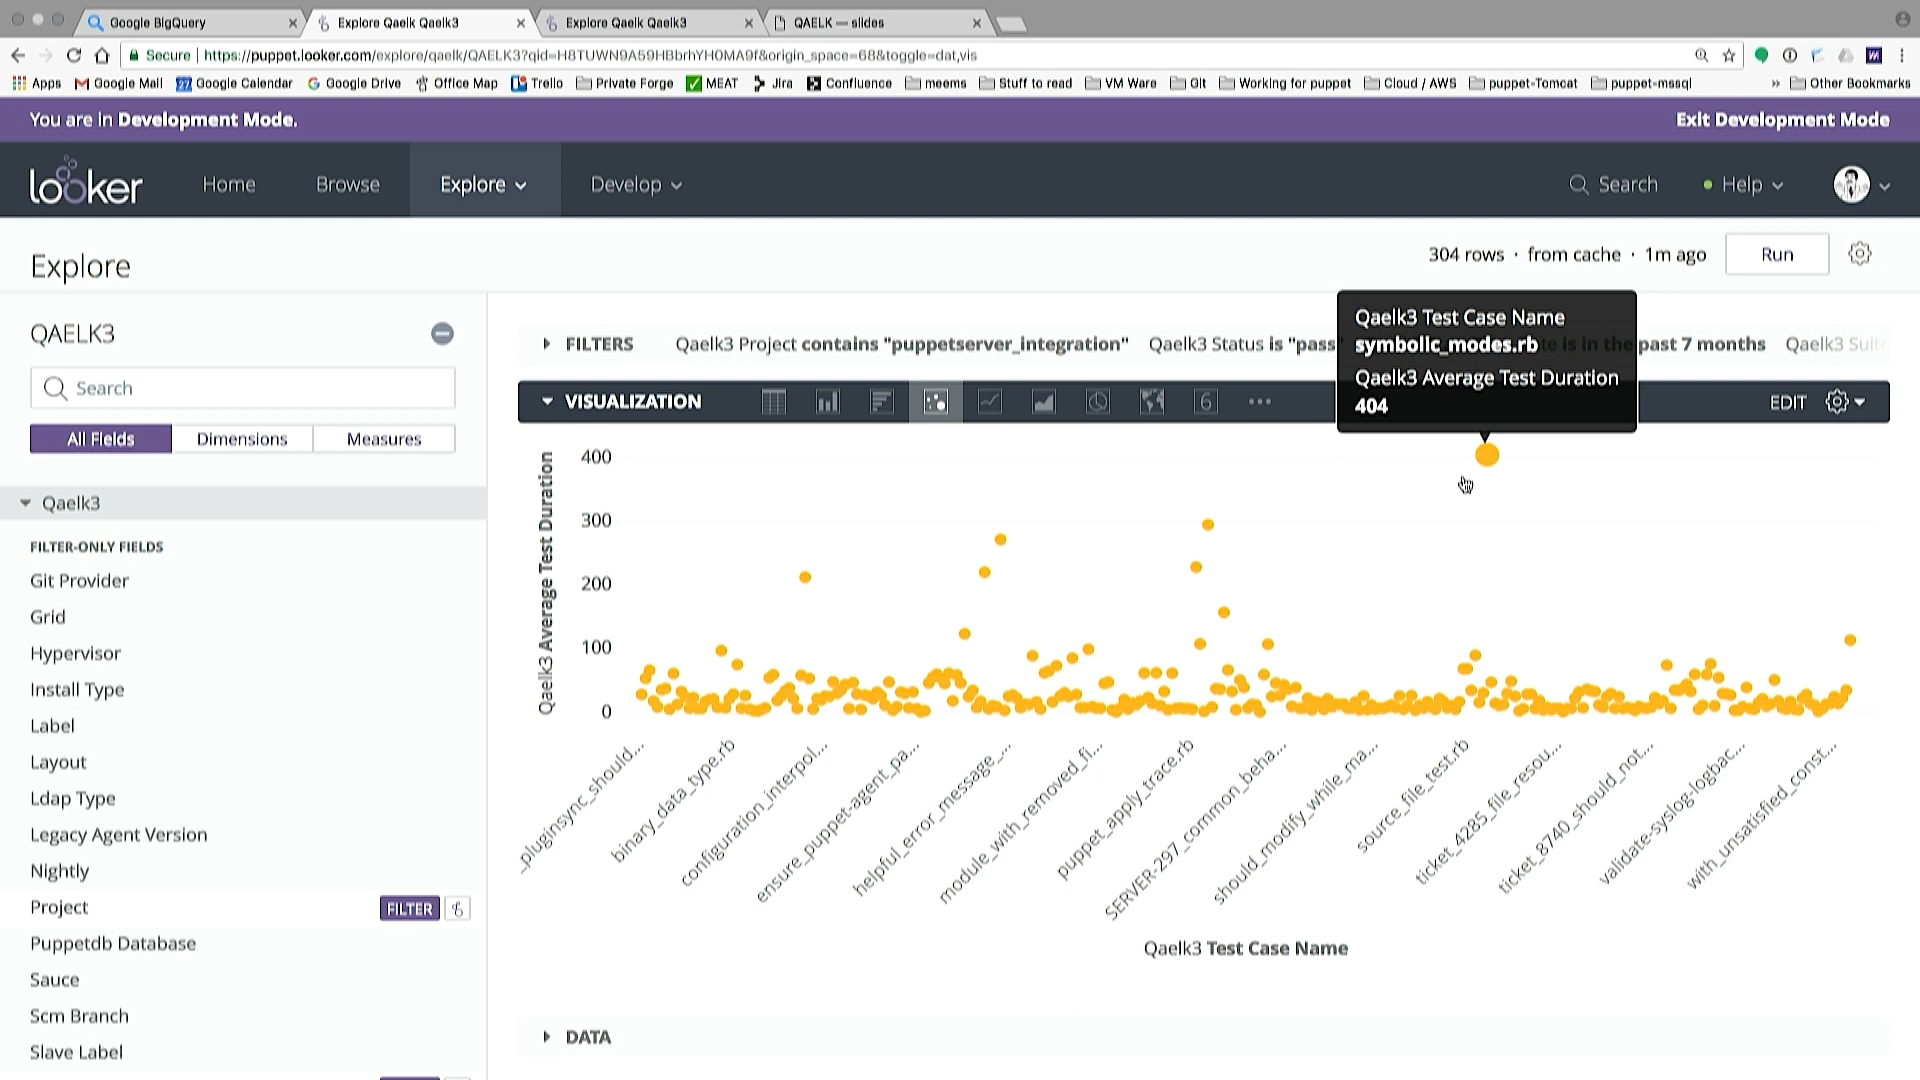 Google BigQuery
Explore Qaelk Qaelk3
Explore Qaelk Qaelk3
QAELK — slides
Secure | https://puppet.looker.com/explore/qaelk/QAELK3?qid=H8TUWN9A59HBbrhYH0MA9f&origin_space=68&toggle=dat,vis
Apps Google Mail Google Calendar Google Drive Office Map Trello Private Forge MEAT Jira Confluence meems Stuff to read VM Ware Git Working for puppet Cloud / AWS puppet-Tomcat puppet-mssql » Other Bookmarks
You are in Development Mode.
Exit Development Mode
looker
Home
Browse
Explore
Develop
Search
Help
Explore
304 rows · from cache · 1m ago
Run
QAELK3
Search
All Fields
Dimensions
Measures
Qaelk3
FILTER-ONLY FIELDS
Git Provider
Grid
Hypervisor
Install Type
Label
Layout
Ldap Type
Legacy Agent Version
Nightly
Project
FILTER
Puppetdb Database
Sauce
Scm Branch
Slave Label
FILTERS
Qaelk3 Project contains "puppetserver_integration"
Qaelk3 Status is "pass
is in the past 7 months
Qaelk3 Suit
Qaelk3 Test Case Name
symbolic_modes.rb
Qaelk3 Average Test Duration
404
VISUALIZATION
6
EDIT
Qaelk3 Average Test Duration
400
300
200
100
0
_pluginsync_should...
binary_data_type.rb
configuration_interpol...
ensure_puppet-agent_pa...
helpful_error_message_...
module_with_removed_fi...
puppet_apply_trace.rb
SERVER-297_common_beha...
should_modify_while_ma...
source_file_test.rb
ticket_4285_file_resou...
ticket_8740_should_not...
validate-syslog-logbac...
with_unsatisfied_const...
Qaelk3 Test Case Name
DATA